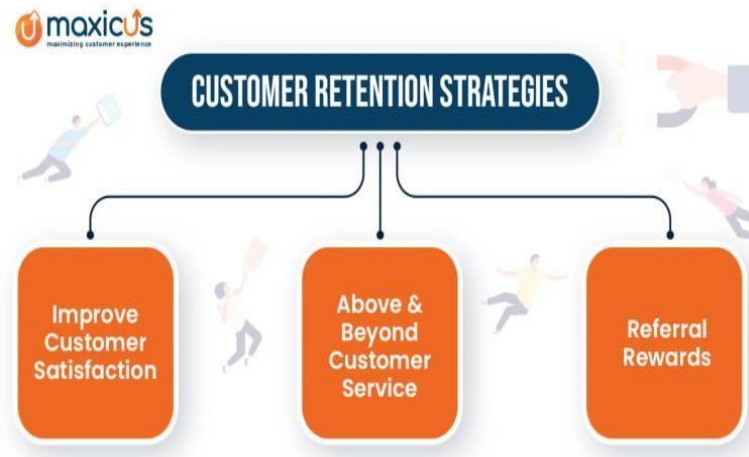 maxicus
maximizing customer experience
CUSTOMER RETENTION STRATEGIES
Improve
Customer
Satisfaction
Above &
Beyond
Customer
Service
Referral
Rewards